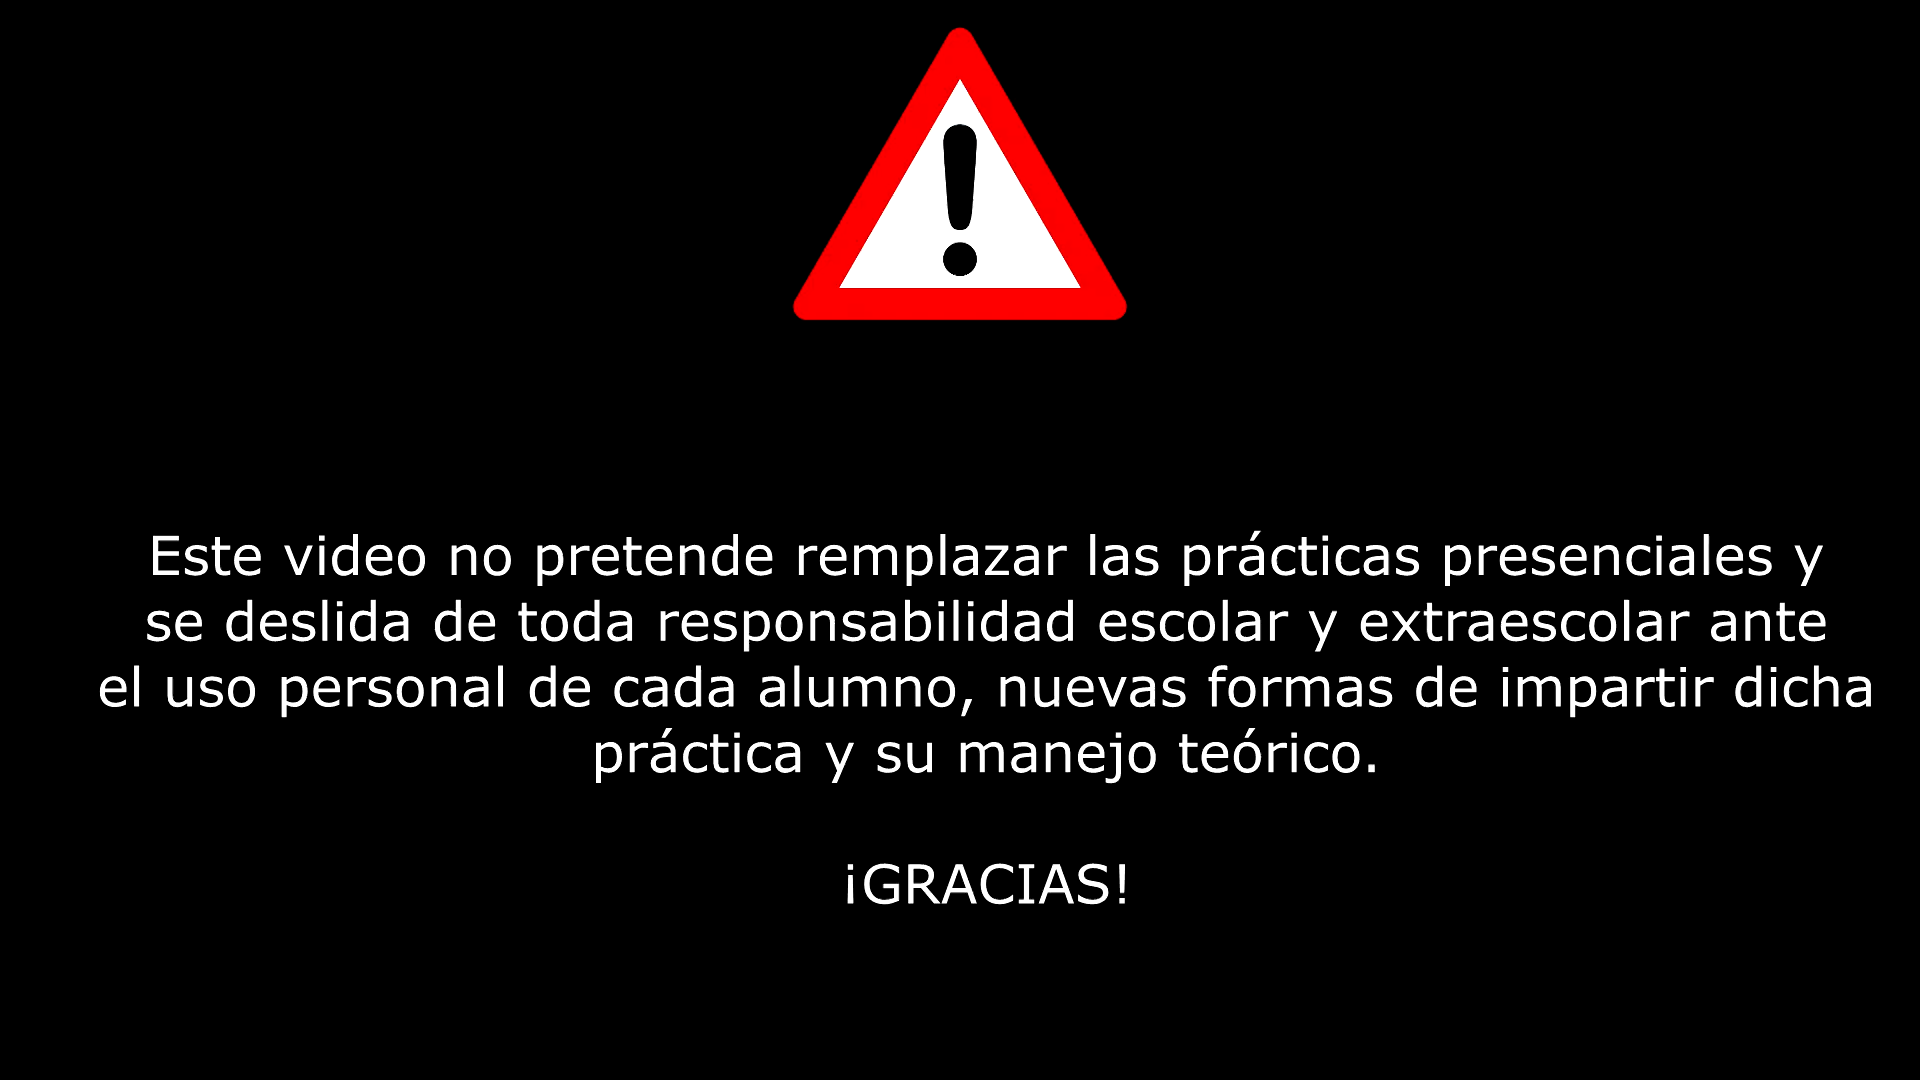 Este video no pretende remplazar las prácticas presenciales y
se deslida de toda responsabilidad escolar y extraescolar ante
el uso personal de cada alumno, nuevas formas de impartir dicha
práctica y su manejo teórico.
¡GRACIAS!